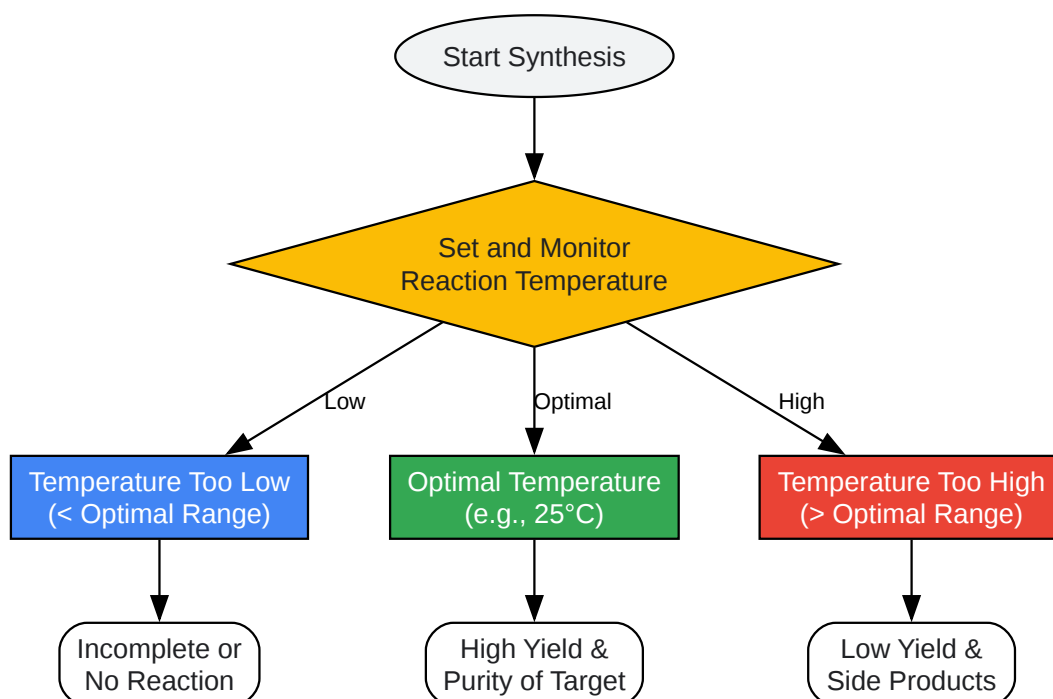 Start Synthesis
Set and Monitor
Reaction Temperature
Low
Optimal
High
Temperature Too Low
(< Optimal Range)
Optimal Temperature
(e.g., 25°C)
Temperature Too High
(> Optimal Range)
Incomplete or
No Reaction
High Yield &
Purity of Target
Low Yield &
Side Products